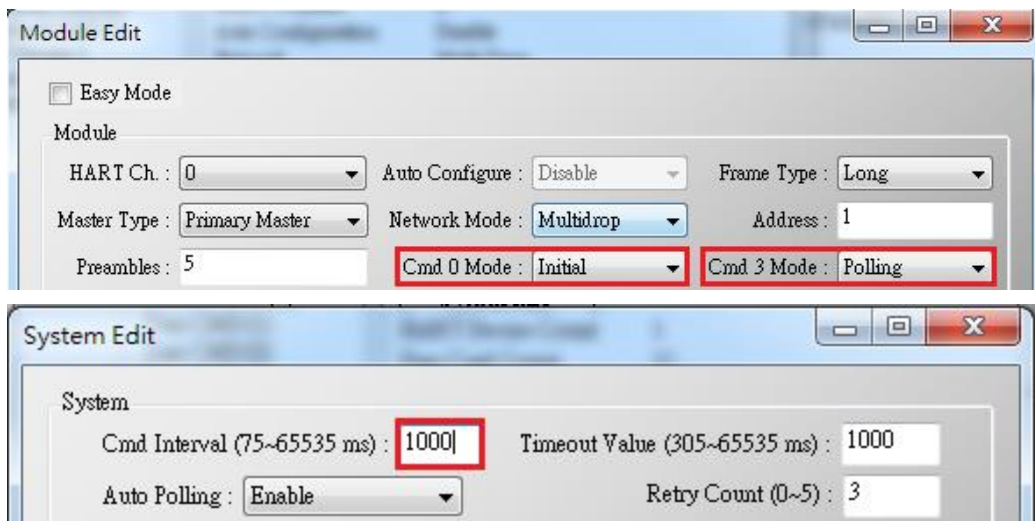 Module Edit
Easy Mode
Module
HART Ch. : 0 Auto Configure : Disable Frame Type : Long
Master Type : Primary Master Network Mode : Multidrop Address : 1
Preambles : 5 Cmd 0 Mode : Initial Cmd 3 Mode : Polling
System Edit
System
Cmd Interval (75~65535 ms) : 1000 Timeout Value (305~65535 ms) : 1000
Auto Polling : Enable Retry Count (0~5) : 3